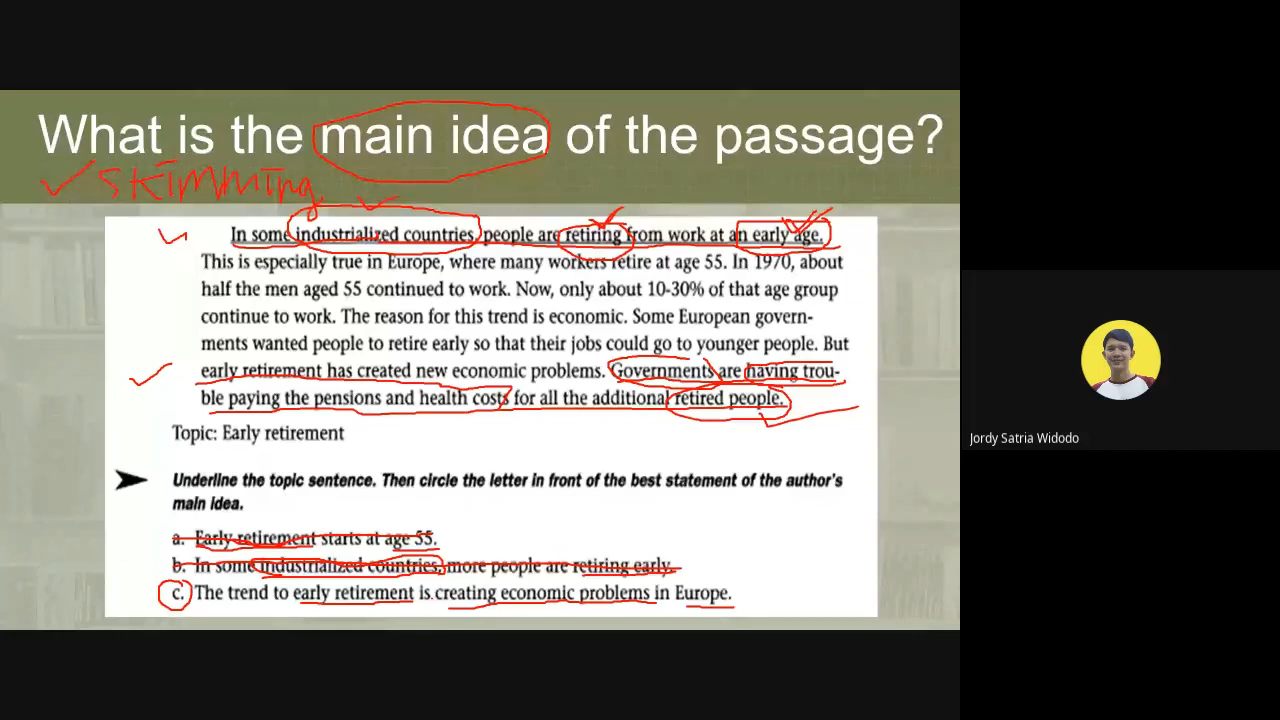 What is the main idea of the passage?
skimming
In some industrialized countries, people are retiring from work at an early age.
This is especially true in Europe, where many workers retire at age 55. In 1970, about
half the men aged 55 continued to work. Now, only about 10-30% of that age group
continue to work. The reason for this trend is economic. Some European govern-
ments wanted people to retire early so that their jobs could go to younger people. But
early retirement has created new economic problems. Governments are having trou-
ble paying the pensions and health costs for all the additional retired people.
Topic: Early retirement
Underline the topic sentence. Then circle the letter in front of the best statement of the author's
main idea.
a. Early retirement starts at age 55.
b. In some industrialized countries, more people are retiring early.
c. The trend to early retirement is creating economic problems in Europe.
Jordy Satria Widodo